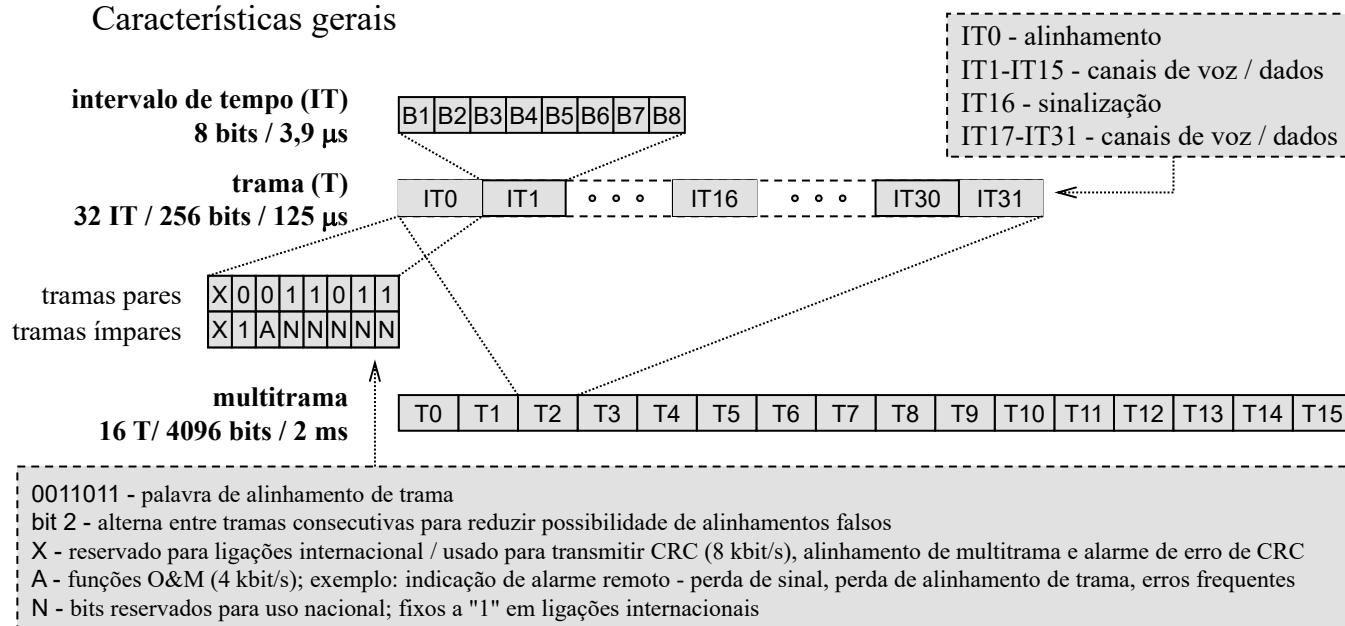 Características gerais
IT0 - alinhamento
IT1-IT15 - canais de voz / dados
IT16 - sinalização
IT17-IT31 - canais de voz / dados
intervalo de tempo (IT)
8 bits / 3,9 μs
B1 B2 B3 B4 B5 B6 B7 B8
trama (T)
32 IT / 256 bits / 125 μs
IT0 IT1 ∘ ∘ ∘ IT16 ∘ ∘ ∘ IT30 IT31
tramas pares X 0 0 1 1 0 1 1
tramas ímpares X 1 A N N N N N
multitrama
16 T/ 4096 bits / 2 ms
T0 T1 T2 T3 T4 T5 T6 T7 T8 T9 T10 T11 T12 T13 T14 T15
0011011 - palavra de alinhamento de trama
bit 2 - alterna entre tramas consecutivas para reduzir possibilidade de alinhamentos falsos
X - reservado para ligações internacional / usado para transmitir CRC (8 kbit/s), alinhamento de multitrama e alarme de erro de CRC
A - funções O&M (4 kbit/s); exemplo: indicação de alarme remoto - perda de sinal, perda de alinhamento de trama, erros frequentes
N - bits reservados para uso nacional; fixos a "1" em ligações internacionais